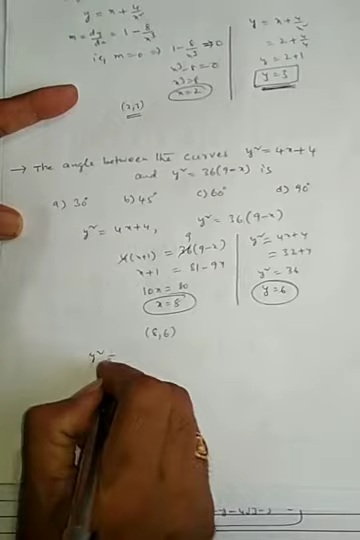 y = x + 4/x²
m = dy/dx = 1 - 8/x³
if m = 0 ⇒ 1 - 8/x³ = 0
x³ - 8 = 0
x³ = 8
x = 2
y = x + 4/x²
= 2 + 4/4
y = 2 + 1
y = 3
(2,3)
→ The angle between the curves y² = 4x + 4
and y² = 36(9-x) is
a) 30° b) 45° c) 60° d) 90°
y² = 4x + 4, y² = 36(9-x)
4(x+1) = 36(9-x)
9
x + 1 = 81 - 9x
10x = 80
x = 8
y² = 4x + 4
= 32 + 4
y² = 36
y = 6
(8,6)
y² =